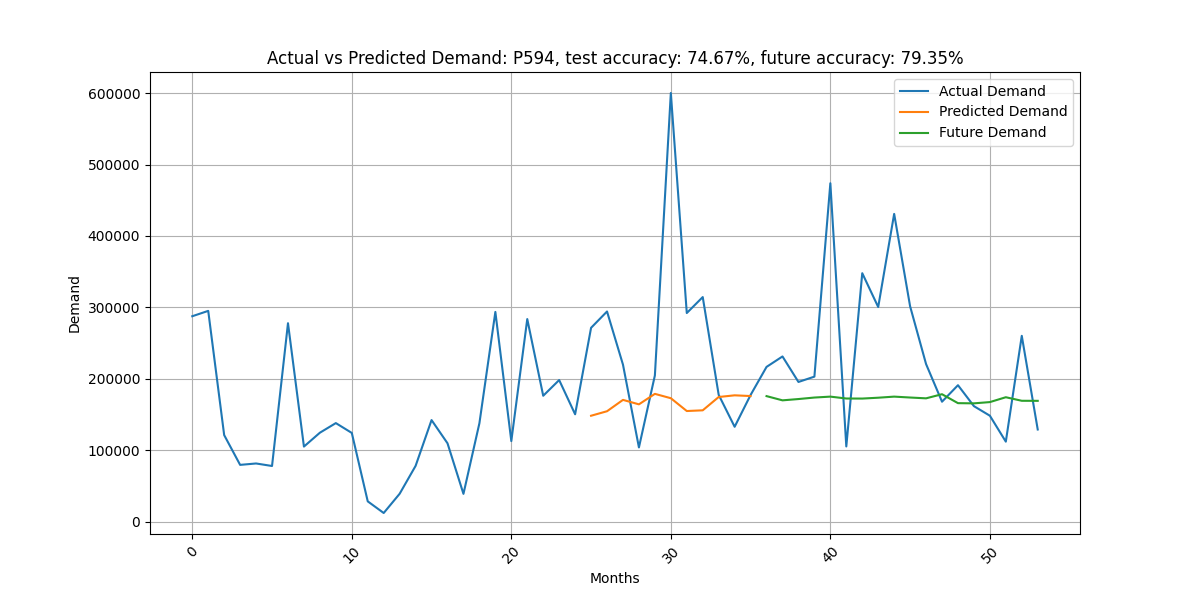 Actual vs Predicted Demand: P594, test accuracy: 74.67%, future accuracy: 79.35%
Actual Demand
Predicted Demand
Future Demand
600000
500000
400000
300000
200000
100000
0
Demand
0 10 20 30 40 50
Months